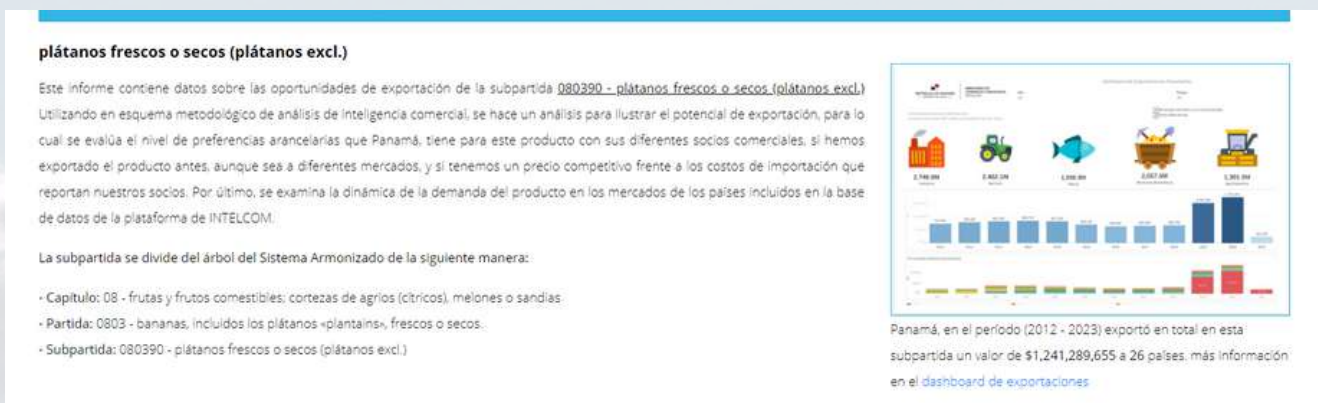 plátanos frescos o secos (plátanos excl.)
Este informe contiene datos sobre las oportunidades de exportación de la subpartida 080390 - plátanos frescos o secos (plátanos excl.)
Utilizando en esquema metodológico de análisis de inteligencia comercial, se hace un análisis para ilustrar el potencial de exportación, para lo
cual se evalúa el nivel de preferencias arancelarias que Panamá, tiene para este producto con sus diferentes socios comerciales, si hemos
exportado el producto antes, aunque sea a diferentes mercados, y si tenemos un precio competitivo frente a los costos de importación que
reportan nuestros socios. Por último, se examina la dinámica de la demanda del producto en los mercados de los países incluidos en la base
de datos de la plataforma de INTELCOM.
La subpartida se divide del árbol del Sistema Armonizado de la siguiente manera:
- Capítulo: 08 - frutas y frutos comestibles; cortezas de agrios (cítricos), melones o sandías
- Partida: 0803 - bananas, incluidos los plátanos «plantains», frescos o secos.
- Subpartida: 080390 - plátanos frescos o secos (plátanos excl.)
Panamá, en el período (2012 - 2023) exportó en total en esta
subpartida un valor de $1,241,289,655 a 26 países. más información
en el dashboard de exportaciones